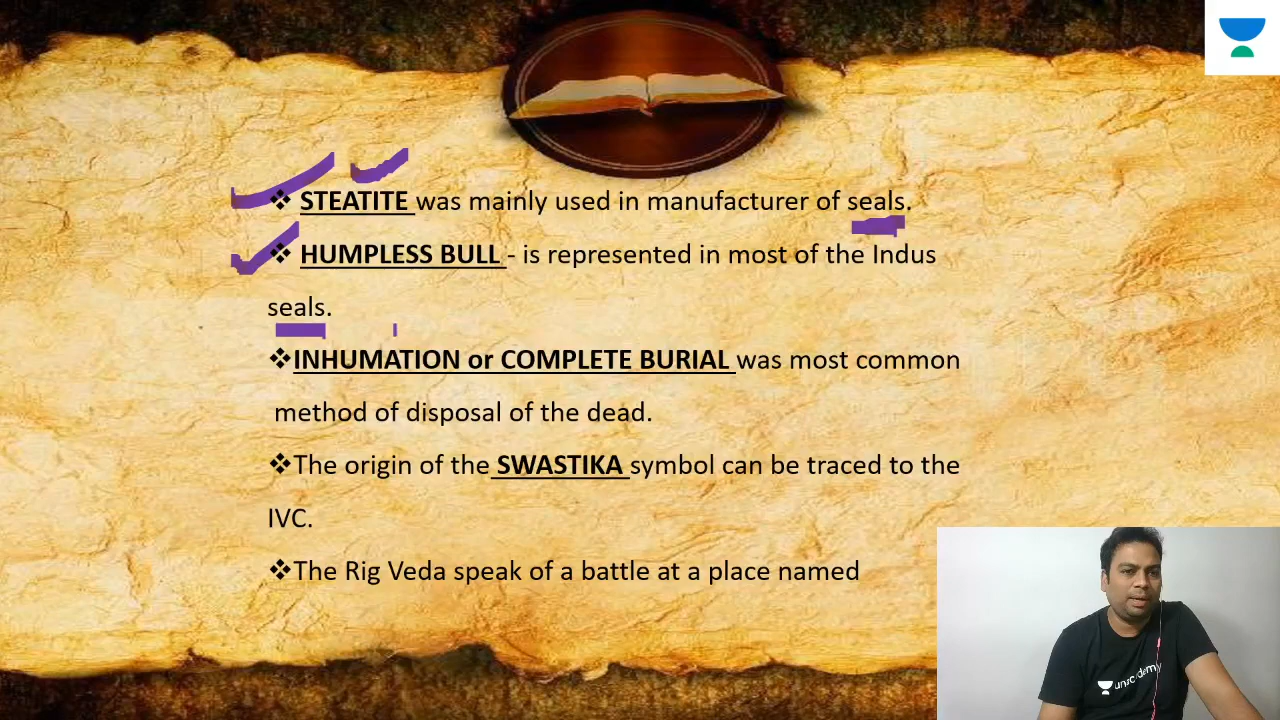 ❖ STEATITE was mainly used in manufacturer of seals.
❖ HUMPLESS BULL - is represented in most of the Indus
seals.
❖INHUMATION or COMPLETE BURIAL was most common
method of disposal of the dead.
❖The origin of the SWASTIKA symbol can be traced to the
IVC.
❖The Rig Veda speak of a battle at a place named
unacademy